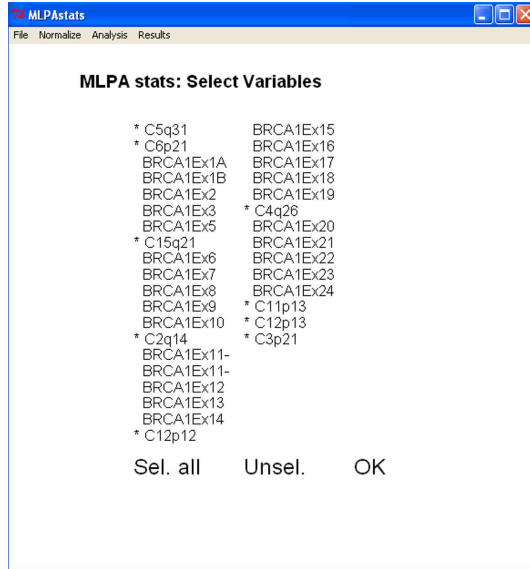 MLPAstats
File Normalize Analysis Results
MLPA stats: Select Variables
* C5q31
* C6p21
BRCA1Ex1A
BRCA1Ex1B
BRCA1Ex2
BRCA1Ex3
BRCA1Ex5
* C15q21
BRCA1Ex6
BRCA1Ex7
BRCA1Ex8
BRCA1Ex9
BRCA1Ex10
* C2q14
BRCA1Ex11-
BRCA1Ex11-
BRCA1Ex12
BRCA1Ex13
BRCA1Ex14
* C12p12
BRCA1Ex15
BRCA1Ex16
BRCA1Ex17
BRCA1Ex18
BRCA1Ex19
* C4q26
BRCA1Ex20
BRCA1Ex21
BRCA1Ex22
BRCA1Ex23
BRCA1Ex24
* C11p13
* C12p13
* C3p21
Sel. all Unsel. OK